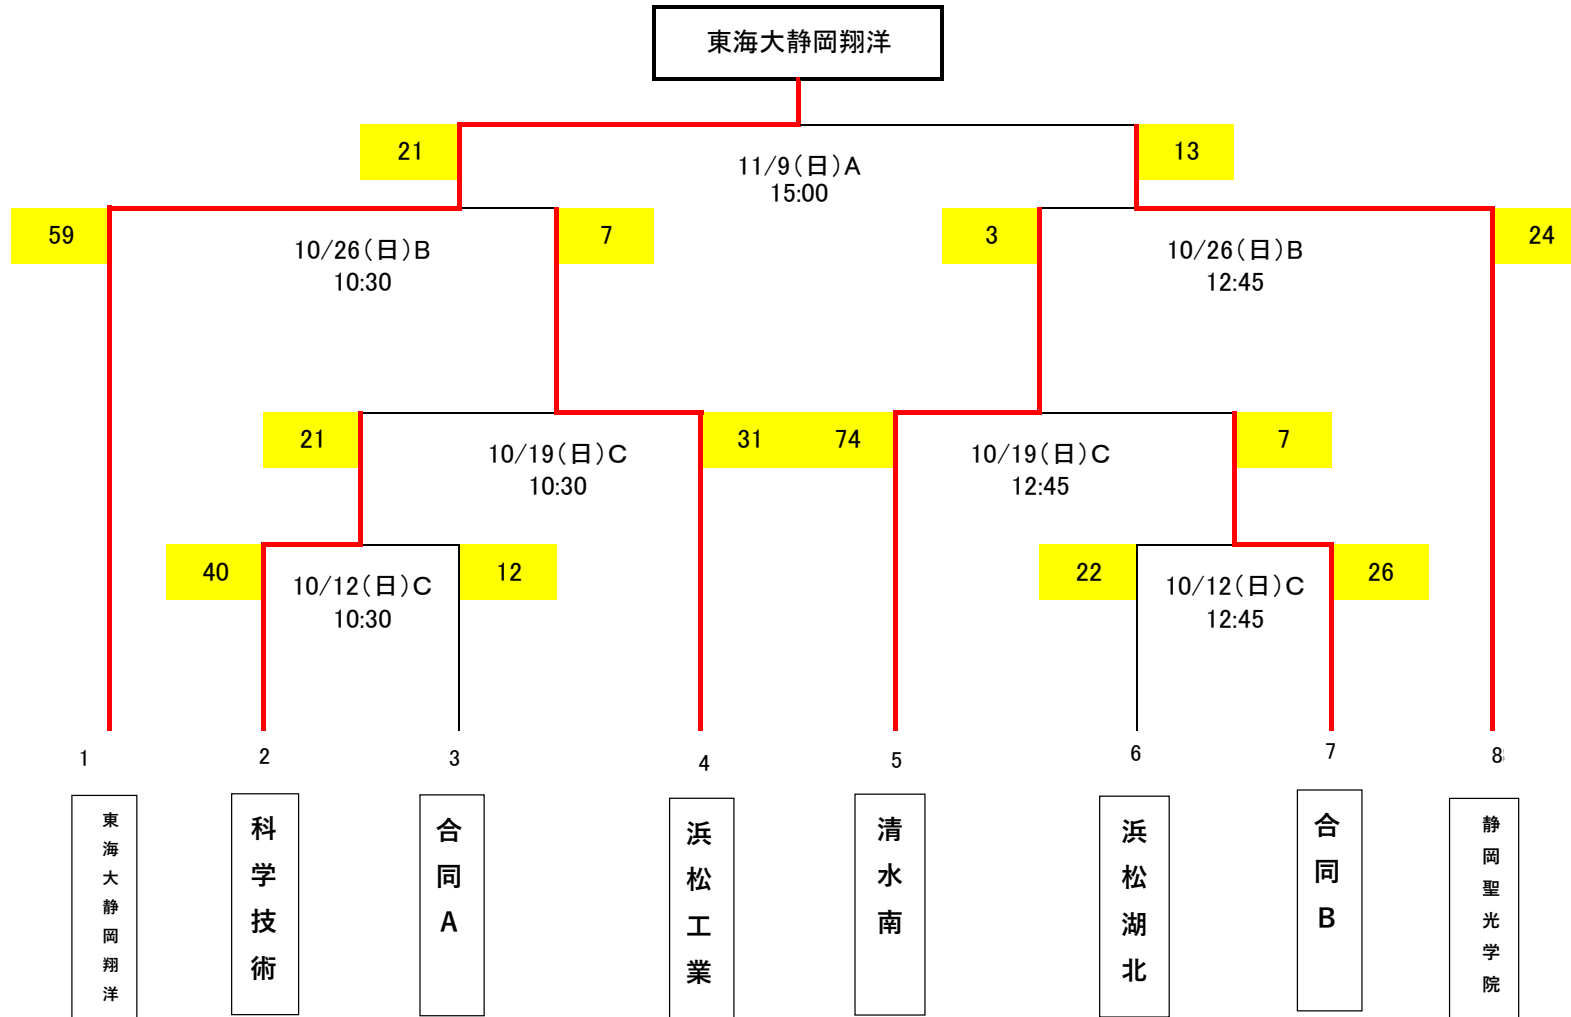 東海大静岡翔洋
21
13
11/9(日)A
15:00
59
7
3
24
10/26(日)B
10:30
10/26(日)B
12:45
21
31
74
7
10/19(日)C
10:30
10/19(日)C
12:45
40
12
22
26
10/12(日)C
10:30
10/12(日)C
12:45
1
2
3
4
5
6
7
8
東海大静岡翔洋
科学技術
合同A
浜松工業
清水南
浜松湖北
合同B
静岡聖光学院